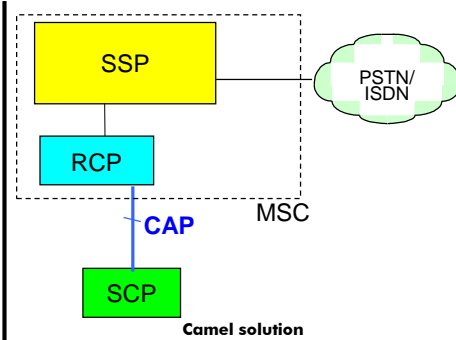 SSP
PSTN/
ISDN
RCP
MSC
CAP
SCP
Camel solution